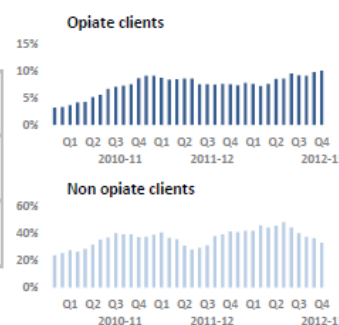 Opiate clients
15%
10%
5%
0%
Q1 Q2 Q3 Q4 Q1 Q2 Q3 Q4 Q1 Q2 Q3 Q4
2010-11 2011-12
Non opiate clients
60%
40%
20%
0%
Q1 Q2 Q3 Q4 Q1 Q2 Q3 Q4 Q1 Q2 Q3 Q4
2010-11 2011-12